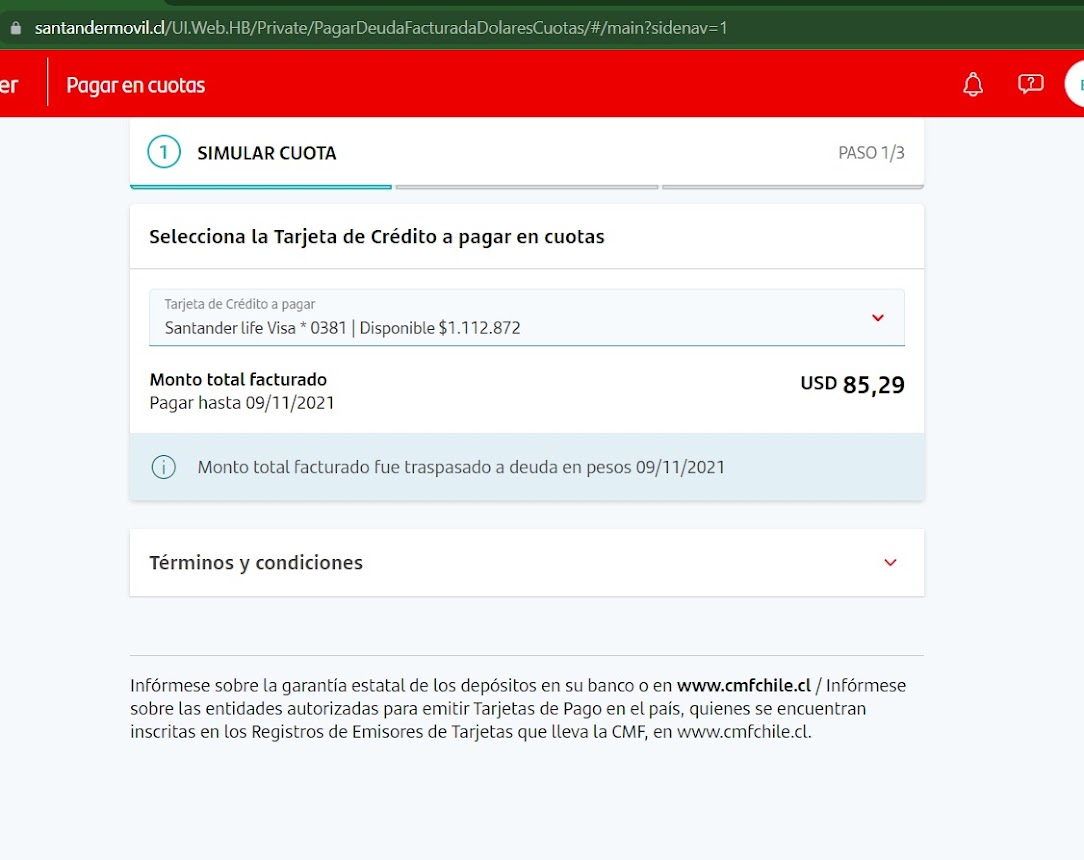 santandermovil.cl/UI.Web.HB/Private/PagarDeudaFacturadaDolaresCuotas/#/main?sidenav=1
er
Pagar en cuotas
?
E
1
SIMULAR CUOTA
PASO 1/3
Selecciona la Tarjeta de Crédito a pagar en cuotas
Tarjeta de Crédito a pagar
Santander life Visa * 0381 | Disponible $1.112.872
Monto total facturado
USD 85,29
Pagar hasta 09/11/2021
i
Monto total facturado fue traspasado a deuda en pesos 09/11/2021
Términos y condiciones
Infórmese sobre la garantía estatal de los depósitos en su banco o en www.cmfchile.cl / Infórmese
sobre las entidades autorizadas para emitir Tarjetas de Pago en el país, quienes se encuentran
inscritas en los Registros de Emisores de Tarjetas que lleva la CMF, en www.cmfchile.cl.